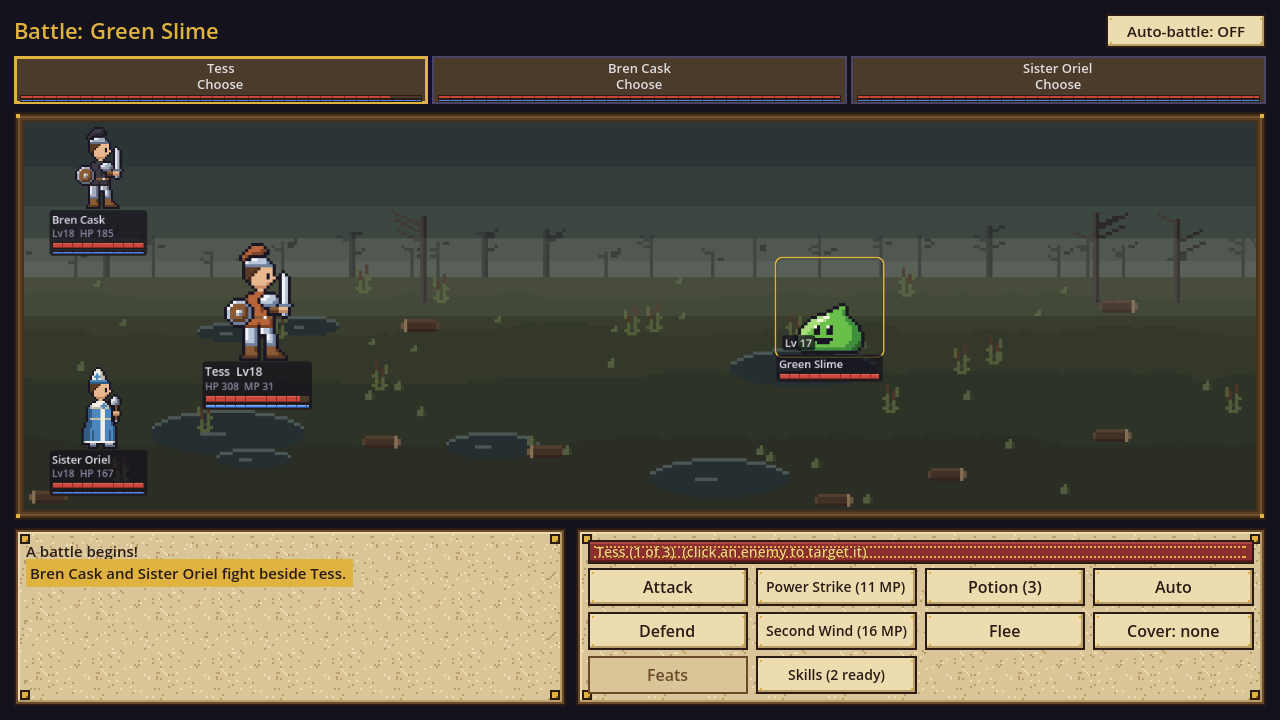 Battle: Green Slime
Auto-battle: OFF
Tess
Choose
Bren Cask
Choose
Sister Oriel
Choose
Bren Cask
Lv18 HP 185
Tess Lv18
HP 308 MP 31
Lv 17
Green Slime
Sister Oriel
Lv18 HP 167
A battle begins!
Bren Cask and Sister Oriel fight beside Tess.
Tess (1 of 3) (click an enemy to target it)
Attack
Power Strike (11 MP)
Potion (3)
Auto
Defend
Second Wind (16 MP)
Flee
Cover: none
Feats
Skills (2 ready)